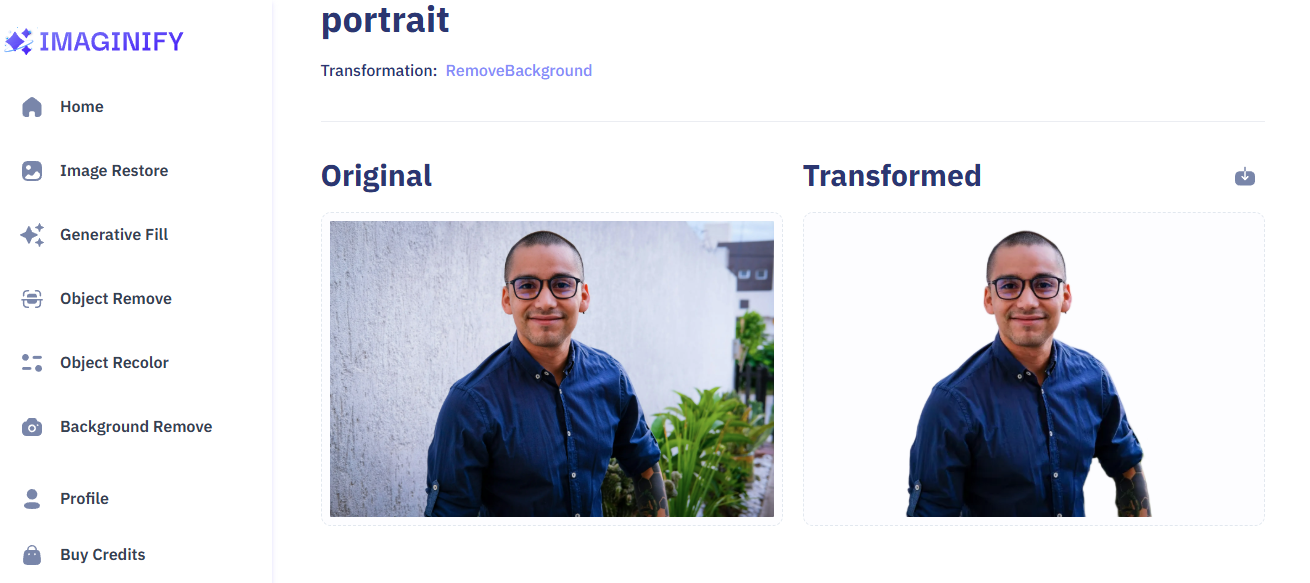 IMAGINIFY
Home
Image Restore
Generative Fill
Object Remove
Object Recolor
Background Remove
Profile
Buy Credits
portrait
Transformation: RemoveBackground
Original
Transformed